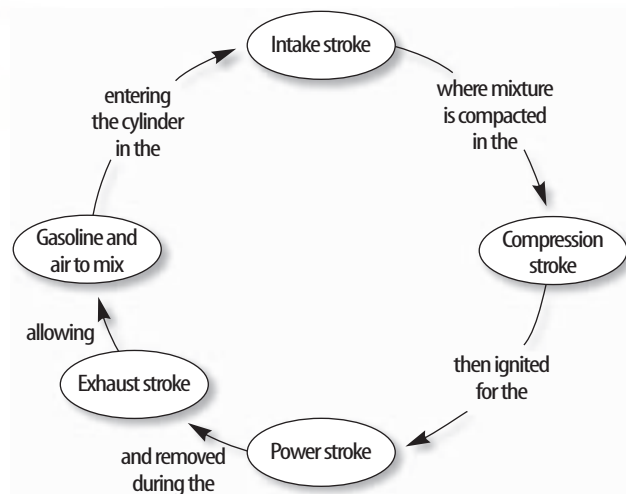 Intake stroke
where mixture
is compacted
in the
Compression
stroke
then ignited
for the
Power stroke
and removed
during the
Exhaust stroke
allowing
Gasoline and
air to mix
entering
the cylinder
in the